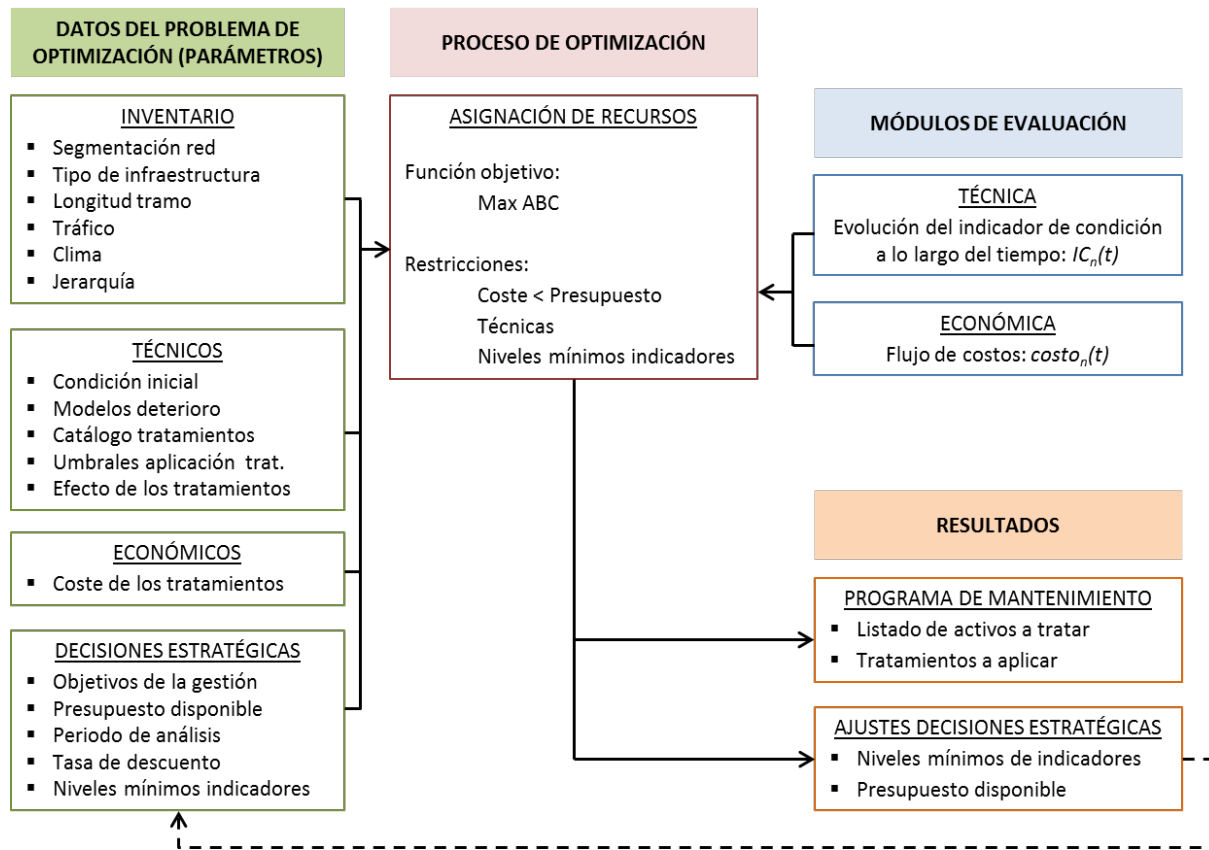 DATOS DEL PROBLEMA DE
OPTIMIZACIÓN (PARÁMETROS)
INVENTARIO
▪ Segmentación red
▪ Tipo de infraestructura
▪ Longitud tramo
▪ Tráfico
▪ Clima
▪ Jerarquía
TÉCNICOS
▪ Condición inicial
▪ Modelos deterioro
▪ Catálogo tratamientos
▪ Umbrales aplicación trat.
▪ Efecto de los tratamientos
ECONÓMICOS
▪ Coste de los tratamientos
DECISIONES ESTRATÉGICAS
▪ Objetivos de la gestión
▪ Presupuesto disponible
▪ Periodo de análisis
▪ Tasa de descuento
▪ Niveles mínimos indicadores
PROCESO DE OPTIMIZACIÓN
ASIGNACIÓN DE RECURSOS
Función objetivo:
Max ABC
Restricciones:
Coste < Presupuesto
Técnicas
Niveles mínimos indicadores
MÓDULOS DE EVALUACIÓN
TÉCNICA
Evolución del indicador de condición
a lo largo del tiempo: ICn(t)
ECONÓMICA
Flujo de costos: coston(t)
RESULTADOS
PROGRAMA DE MANTENIMIENTO
▪ Listado de activos a tratar
▪ Tratamientos a aplicar
AJUSTES DECISIONES ESTRATÉGICAS
▪ Niveles mínimos de indicadores
▪ Presupuesto disponible